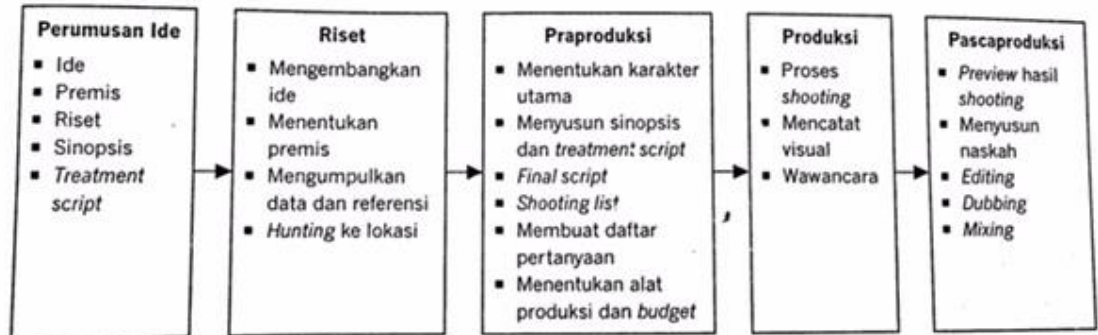 Perumusan Ide
▪ Ide
▪ Premis
▪ Riset
▪ Sinopsis
▪ Treatment
script
Riset
▪ Mengembangkan
ide
▪ Menentukan
premis
▪ Mengumpulkan
data dan referensi
▪ Hunting ke lokasi
Praproduksi
▪ Menentukan karakter
utama
▪ Menyusun sinopsis
dan treatment script
▪ Final script
▪ Shooting list
▪ Membuat daftar
pertanyaan
▪ Menentukan alat
produksi dan budget
Produksi
▪ Proses
shooting
▪ Mencatat
visual
▪ Wawancara
Pascaproduksi
▪ Preview hasil
shooting
▪ Menyusun
naskah
▪ Editing
▪ Dubbing
▪ Mixing